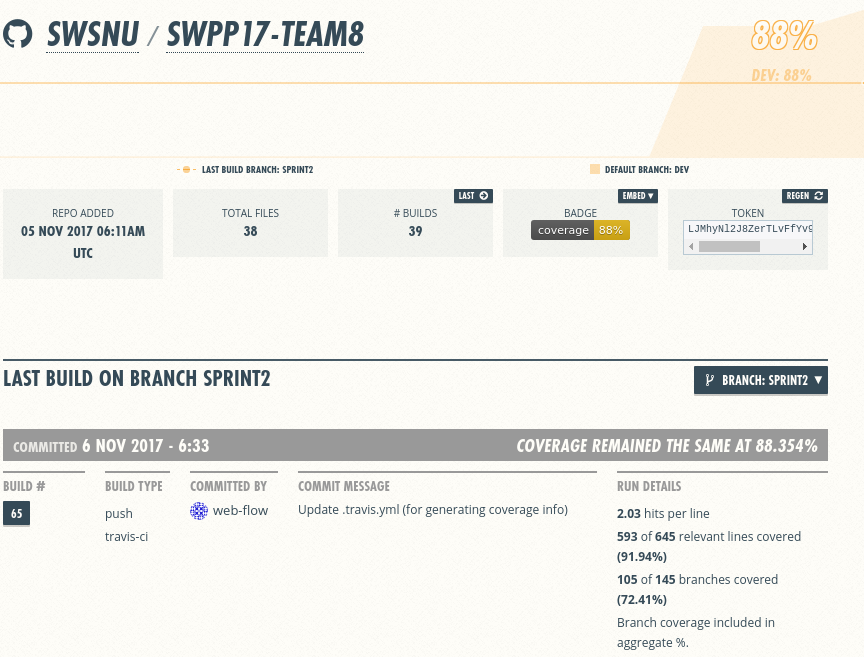 SWSNU / SWPP17-TEAM8
88%
DEV: 88%
LAST BUILD BRANCH: SPRINT2
DEFAULT BRANCH: DEV
REPO ADDED
05 NOV 2017 06:11AM
UTC
TOTAL FILES
38
LAST
# BUILDS
39
EMBED ▾
BADGE
coverage 88%
REGEN
TOKEN
LJMhyNl2J8ZerTLvFfYv9
LAST BUILD ON BRANCH SPRINT2
BRANCH: SPRINT2 ▼
COMMITTED 6 NOV 2017 - 6:33
COVERAGE REMAINED THE SAME AT 88.354%
BUILD #
65
BUILD TYPE
push
travis-ci
COMMITTED BY
web-flow
COMMIT MESSAGE
Update .travis.yml (for generating coverage info)
RUN DETAILS
2.03 hits per line
593 of 645 relevant lines covered
(91.94%)
105 of 145 branches covered
(72.41%)
Branch coverage included in
aggregate %.